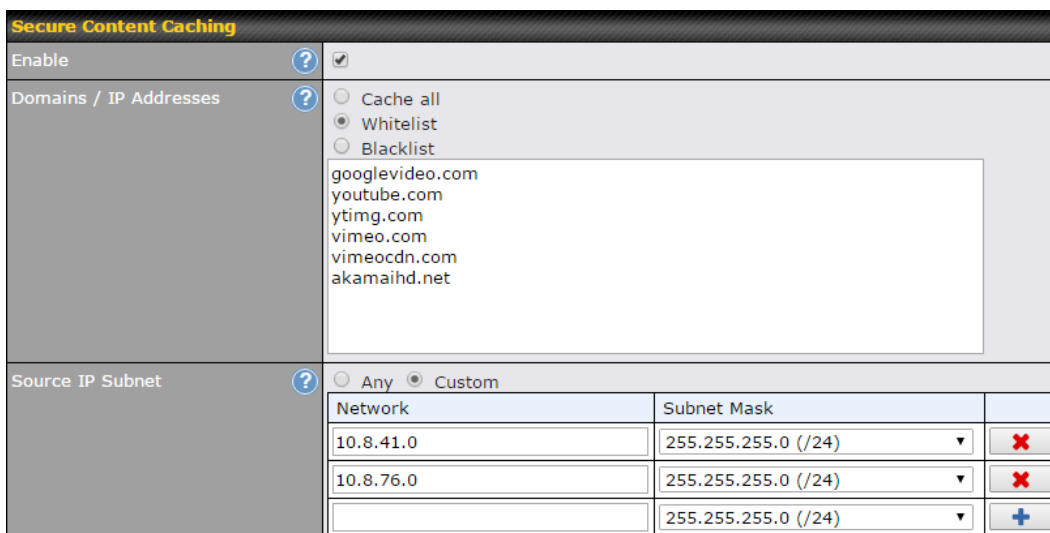 Secure Content Caching
Enable ?
Domains / IP Addresses ? Cache all
Whitelist
Blacklist
googlevideo.com
youtube.com
ytimg.com
vimeo.com
vimeocdn.com
akamaihd.net
Source IP Subnet ? Any Custom
Network Subnet Mask
10.8.41.0 255.255.255.0 (/24)
10.8.76.0 255.255.255.0 (/24)
255.255.255.0 (/24)